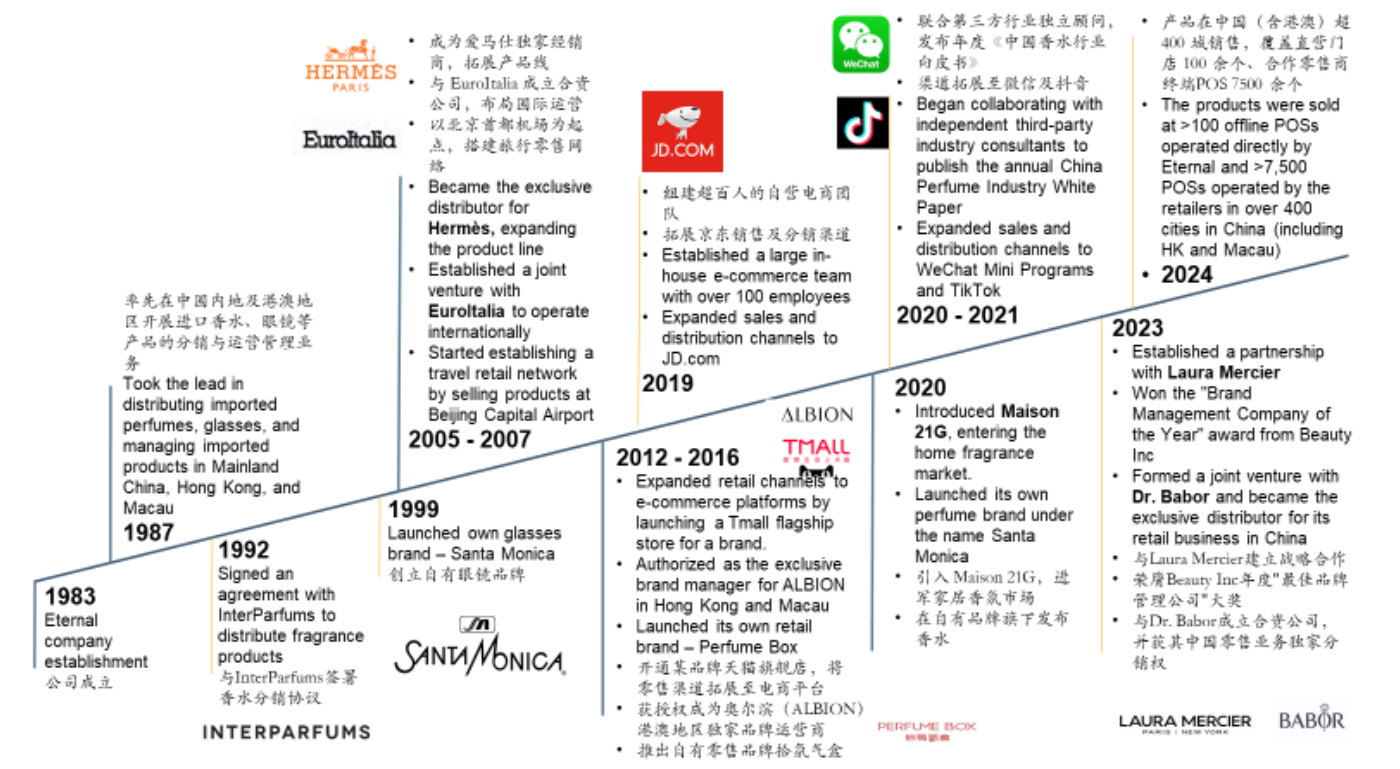 1983
Eternal
company
establishment
公司成立
率先在中国内地及港澳地
区开展进口香水、眼镜等
产品的分销与运营管理业
务
Took the lead in
distributing imported
perfumes, glasses, and
managing imported
products in Mainland
China, Hong Kong, and
Macau
1987
1992
Signed an
agreement with
InterParfums to
distribute fragrance
products
与InterParfums签署
香水分销协议
INTERPARFUMS
1999
Launched own glasses
brand – Santa Monica
创立自有眼镜品牌
SANTA MONICA
HERMÈS
PARIS
EuroItalia
• 成为爱马仕独家经销
商，拓展产品线
• 与 EuroItalia 成立合资
公司，布局国际运营
• 以北京首都机场为起
点，搭建旅行零售网
络
• Became the exclusive
distributor for
Hermès, expanding
the product line
• Established a joint
venture with
EuroItalia to operate
internationally
• Started establishing a
travel retail network
by selling products at
Beijing Capital Airport
2005 - 2007
2012 - 2016
• Expanded retail channels to
e-commerce platforms by
launching a Tmall flagship
store for a brand.
• Authorized as the exclusive
brand manager for ALBION
in Hong Kong and Macau
• Launched its own retail
brand – Perfume Box
• 开通某品牌天猫旗舰店，将
零售渠道拓展至电商平台
• 获授权成为奥尔滨（ALBION）
港澳地区独家品牌运营商
• 推出自有零售品牌拾氛气盒
ALBION
TMALL
PERFUME BOX
JD.COM
• 组建超百人的自营电商团
队
• 拓展京东销售及分销渠道
• Established a large in-
house e-commerce team
with over 100 employees
• Expanded sales and
distribution channels to
JD.com
2019
2020
• Introduced Maison
21G, entering the
home fragrance
market.
• Launched its own
perfume brand under
the name Santa
Monica
• 引入 Maison 21G，进
军家居香氛市场
• 在自有品牌旗下发布
香水
WeChat
• 联合第三方行业独立顾问，
发布年度《中国香水行业
白皮书》
• 渠道拓展至微信及抖音
• Began collaborating with
independent third-party
industry consultants to
publish the annual China
Perfume Industry White
Paper
• Expanded sales and
distribution channels to
WeChat Mini Programs
and TikTok
2020 - 2021
2023
• Established a partnership
with Laura Mercier
• Won the "Brand
Management Company of
the Year" award from Beauty
Inc
• Formed a joint venture with
Dr. Babor and became the
exclusive distributor for its
retail business in China
• 与Laura Mercier建立战略合作
• 荣膺Beauty Inc年度"最佳品牌
管理公司"大奖
• 与Dr. Babor成立合资公司，
并获其中国零售业务独家分
销权
LAURA MERCIER
PARIS | NEW YORK
BABOR
• 产品在中国（含港澳）超
400 城销售，覆盖直营门
店 100 余个、合作零售商
终端POS 7500 余个
• The products were sold
at >100 offline POSs
operated directly by
Eternal and >7,500
POSs operated by the
retailers in over 400
cities in China (including
HK and Macau)
• 2024